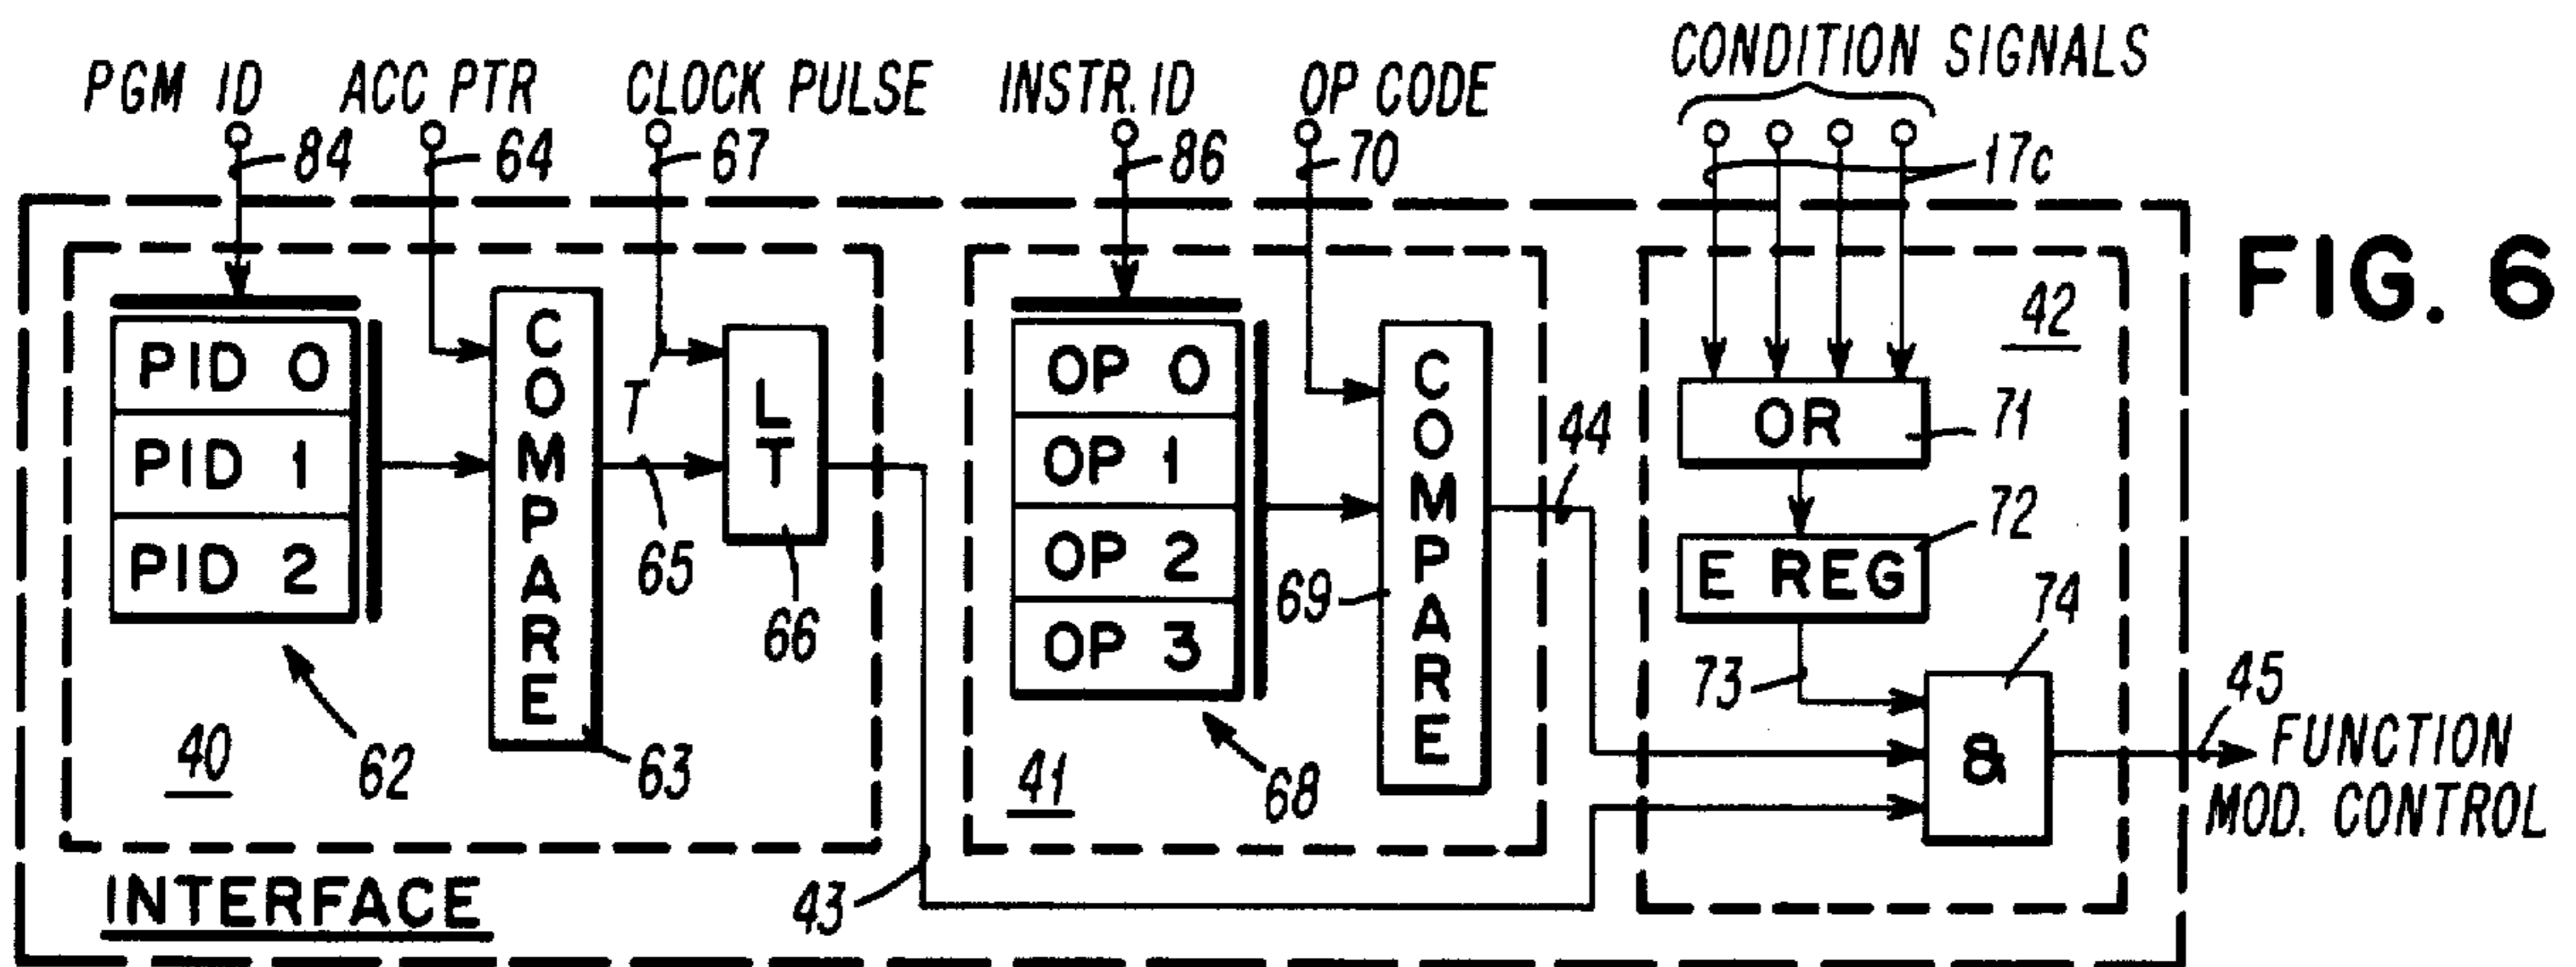 CONDITION SIGNALS
PGM ID ACC PTR CLOCK PULSE INSTR. ID OP CODE
84 64 67 86 70 17c
FIG. 6
PID 0
PID 1
PID 2
COMPARE
T
LT
65
66
62
63
40
OP 0
OP 1
OP 2
OP 3
COMPARE
69
44
68
41
42
OR
71
72
E REG
73
74
&
45
FUNCTION
MOD. CONTROL
43
INTERFACE